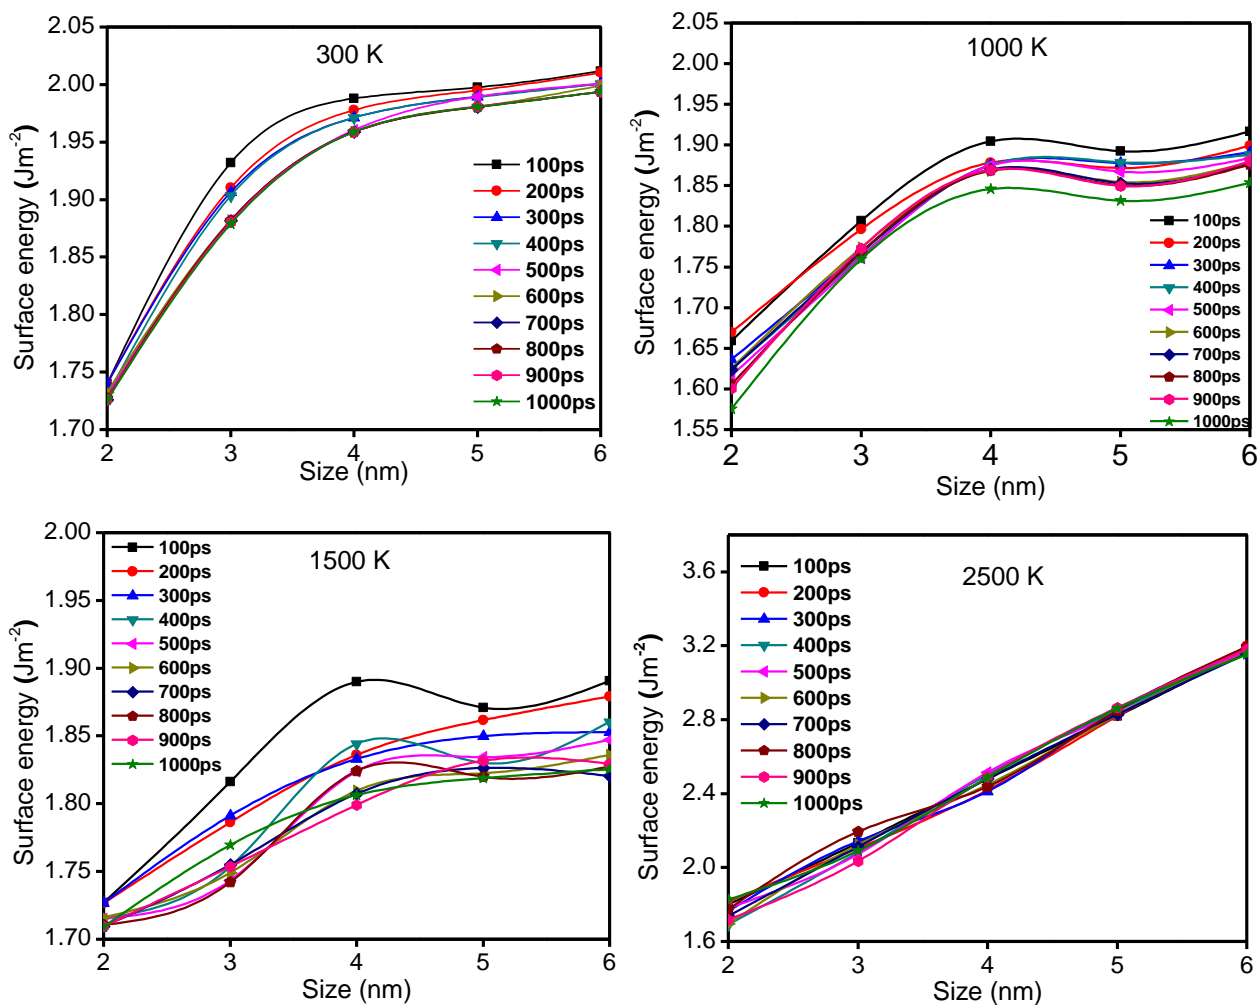 300 K
Surface energy (Jm-2)
2.05
2.00
1.95
1.90
1.85
1.80
1.75
1.70
100ps
200ps
300ps
400ps
500ps
600ps
700ps
800ps
900ps
1000ps
2 3 4 5 6
Size (nm)
1000 K
Surface energy (Jm-2)
2.05
2.00
1.95
1.90
1.85
1.80
1.75
1.70
1.65
1.60
1.55
100ps
200ps
300ps
400ps
500ps
600ps
700ps
800ps
900ps
1000ps
2 3 4 5 6
Size (nm)
1500 K
Surface energy (Jm-2)
2.00
1.95
1.90
1.85
1.80
1.75
1.70
100ps
200ps
300ps
400ps
500ps
600ps
700ps
800ps
900ps
1000ps
2 3 4 5 6
Size (nm)
2500 K
Surface energy (Jm-2)
3.6
3.2
2.8
2.4
2.0
1.6
100ps
200ps
300ps
400ps
500ps
600ps
700ps
800ps
900ps
1000ps
2 3 4 5 6
Size (nm)